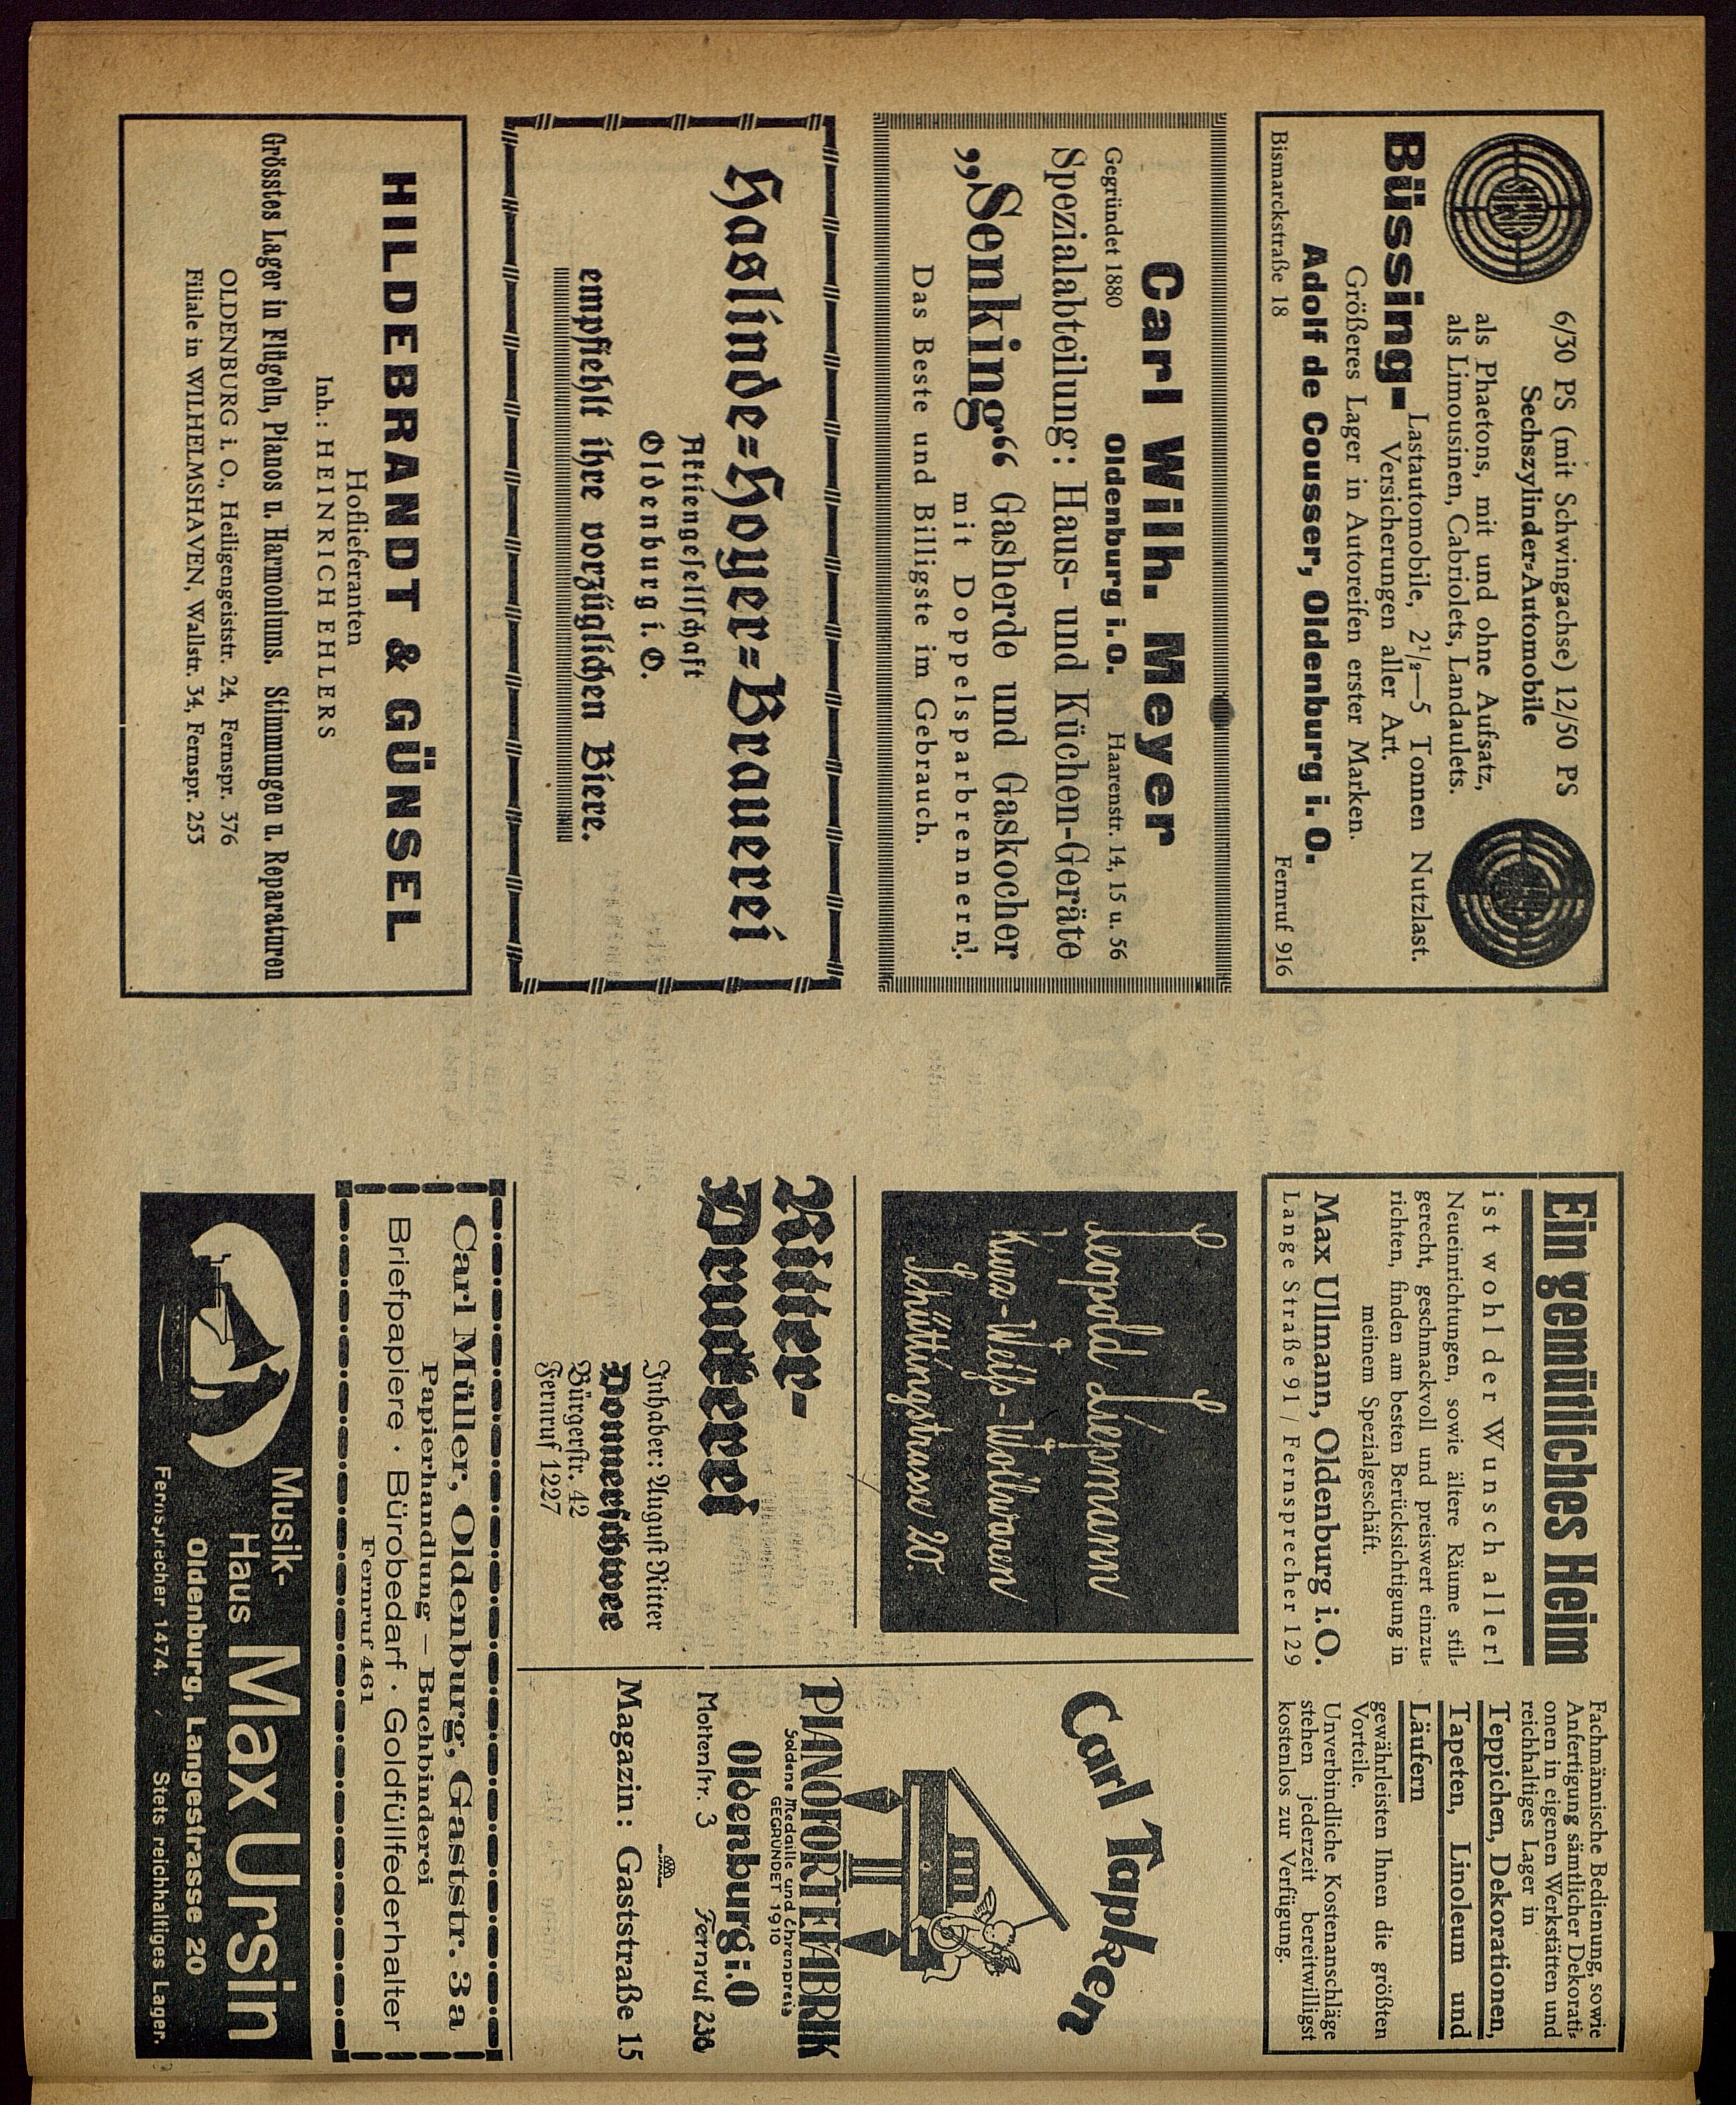 6/30 PS (mit Schwingachse) 12/50 PS
Sechszylinder-Automobile
als Phaetons, mit und ohne Aufsatz,
als Limousinen, Cabriolets, Landaulets.
Büssing- Lastautomobile, 2½—5 Tonnen Nutzlast.
Versicherungen aller Art.
Größeres Lager in Autoreifen erster Marken.
Adolf de Cousser, Oldenburg i. O.
Bismarckstraße 18 Fernruf 916
Carl Wilh. Meyer
Gegründet 1880 Oldenburg i. O. Haarenstr. 14, 15 u. 56
Spezialabteilung: Haus- und Küchen-Geräte
„Senking“ Gasherde und Gaskocher
mit Doppelsparbrennern!
Das Beste und Billigste im Gebrauch.
Haslinde-Hoyer-Brauerei
Aktiengesellschaft
Oldenburg i. O.
empfiehlt ihre vorzüglichen Biere.
HILDEBRANDT & GÜNSEL
Hoflieferanten
Inh.: HEINRICH EHLERS
Grösstes Lager in Flügeln, Pianos u. Harmoniums. Stimmungen u. Reparaturen
OLDENBURG i. O., Heiligengeiststr. 24, Fernspr. 376
Filiale in WILHELMSHAVEN, Wallstr. 34, Fernspr. 253
Ein gemütliches Heim
ist wohl der Wunsch aller!
Neueinrichtungen, sowie ältere Räume stil-
gerecht, geschmackvoll und preiswert einzu-
richten, finden am besten Berücksichtigung in
meinem Spezialgeschäft.
Max Ullmann, Oldenburg i. O.
Lange Straße 91 / Fernsprecher 129
Fachmännische Bedienung, sowie
Anfertigung sämtlicher Dekorati-
onen in eigenen Werkstätten und
reichhaltiges Lager in
Teppichen, Dekorationen,
Tapeten, Linoleum und
Läufern
gewährleisten Ihnen die größten
Vorteile.
Unverbindliche Kostenanschläge
stehen jederzeit bereitwilligst
kostenlos zur Verfügung.
Leopold Liepmann
Kurz-Weiß-Wollwaren
Schüttingstrasse 20.
Ritter-
Druckerei
Inhaber: August Ritter
Donnerschwee
Bürgerstr. 42
Fernruf 1227
Carl Tapken
PIANOFORTEFABRIK
Goldene Medaille und Ehrenpreis
GEGRÜNDET 1910
Oldenburg i. O
Mottenstr. 3 Fernruf 238
Magazin: Gaststraße 15
Carl Müller, Oldenburg, Gaststr. 3a
Papierhandlung – Buchbinderei
Briefpapiere · Bürobedarf · Goldfüllfederhalter
Fernruf 461
Musik-
Haus Max Ursin
Oldenburg, Langestrasse 20
Fernsprecher 1474. Stets reichhaltiges Lager.